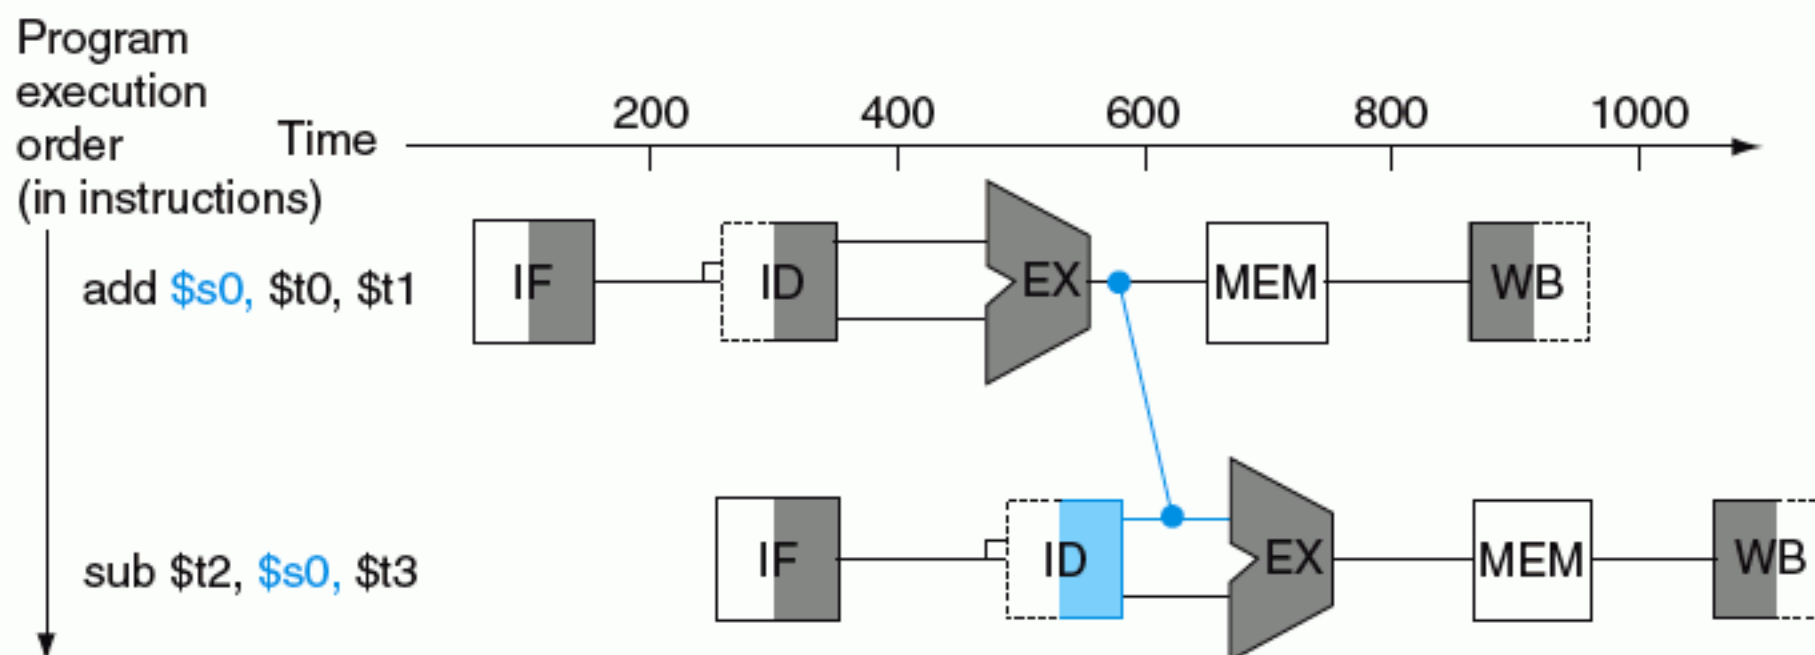 Program
execution
order
(in instructions)
Time
200 400 600 800 1000
add $s0, $t0, $t1
IF ID EX MEM WB
sub $t2, $s0, $t3
IF ID EX MEM WB